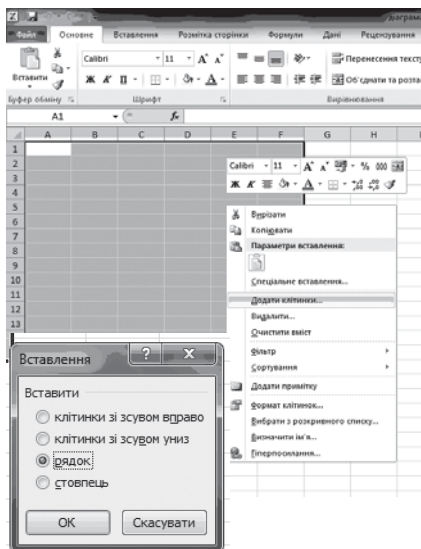 діаграма
Файл Основне Вставлення Розмітка сторінки Формули Дані Рецензування
Вставити
Calibri 11 А А
Перенесення тексту
Ж К П А
Об'єднати та розта
Буфер обміну Шрифт Вирівнювання
A1 fx
A B C D E F G H
1
2
3
4
5
6
7
8
9
10
11
12
13
Calibri 11 А А % 000
Ж К А
Вирізати
Копіювати
Параметри вставлення:
Спеціальне вставлення...
Додати клітинки...
Видалити...
Очистити вміст
Фільтр
Сортування
Додати примітку
Формат клітинок...
Вибрати з розкривного списку...
Визначити ім'я...
Гіперпосилання...
Вставлення ? X
Вставити
клітинки зі зсувом вправо
клітинки зі зсувом униз
рядок
стовпець
OK Скасувати